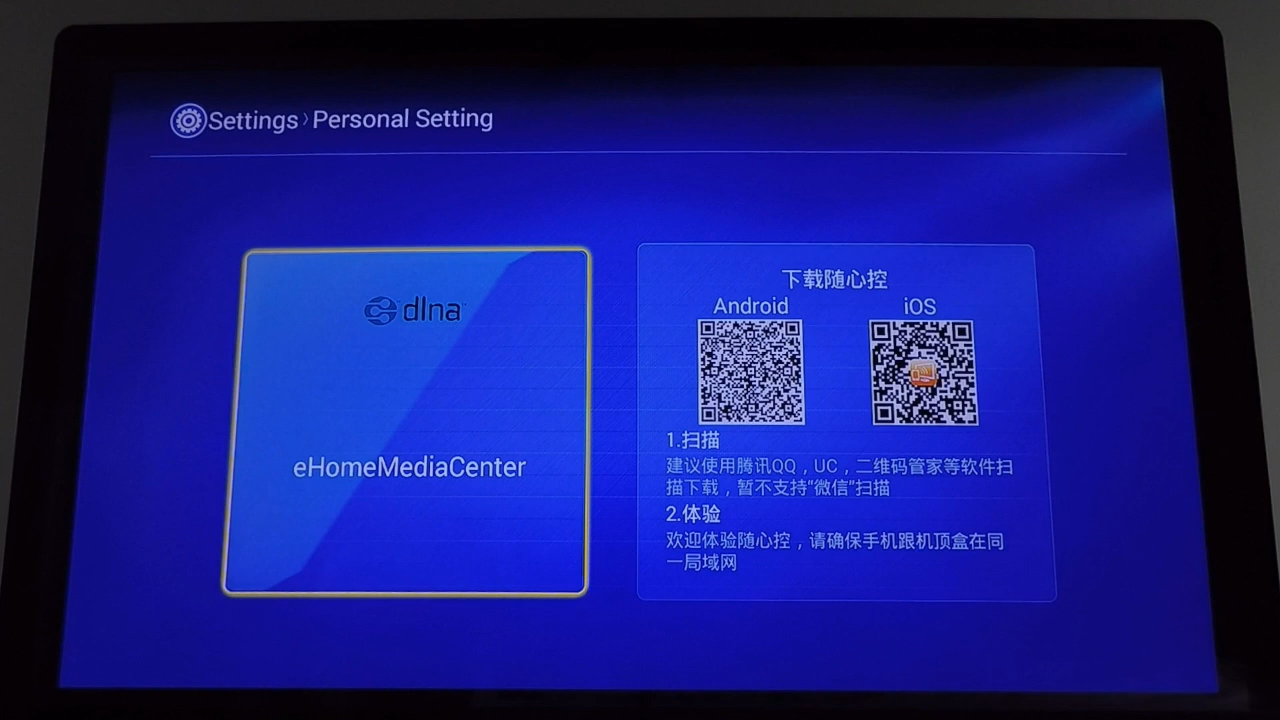 Settings › Personal Setting
dlna™
eHomeMediaCenter
下载随心控
Android iOS
1.扫描
建议使用腾讯QQ，UC，二维码管家等软件扫
描下载，暂不支持“微信”扫描
2.体验
欢迎体验随心控，请确保手机跟机顶盒在同
一局域网